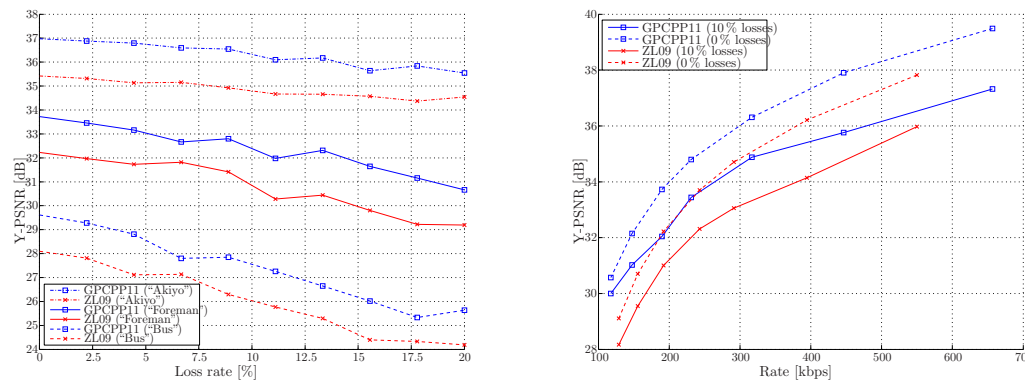 38
37
36
35
34
33
32
31
30
29
28
27
26
25
24
Y-PSNR [dB]
GPCPP11 (“Akiyo”)
ZL09 (“Akiyo”)
GPCPP11 (“Foreman”)
ZL09 (“Foreman”)
GPCPP11 (“Bus”)
ZL09 (“Bus”)
0 2.5 5 7.5 10 12.5 15 17.5 20
Loss rate [%]
40
38
36
34
32
30
28
Y-PSNR [dB]
GPCPP11 (10 % losses)
GPCPP11 (0 % losses)
ZL09 (10 % losses)
ZL09 (0 % losses)
100 200 300 400 500 600 700
Rate [kbps]